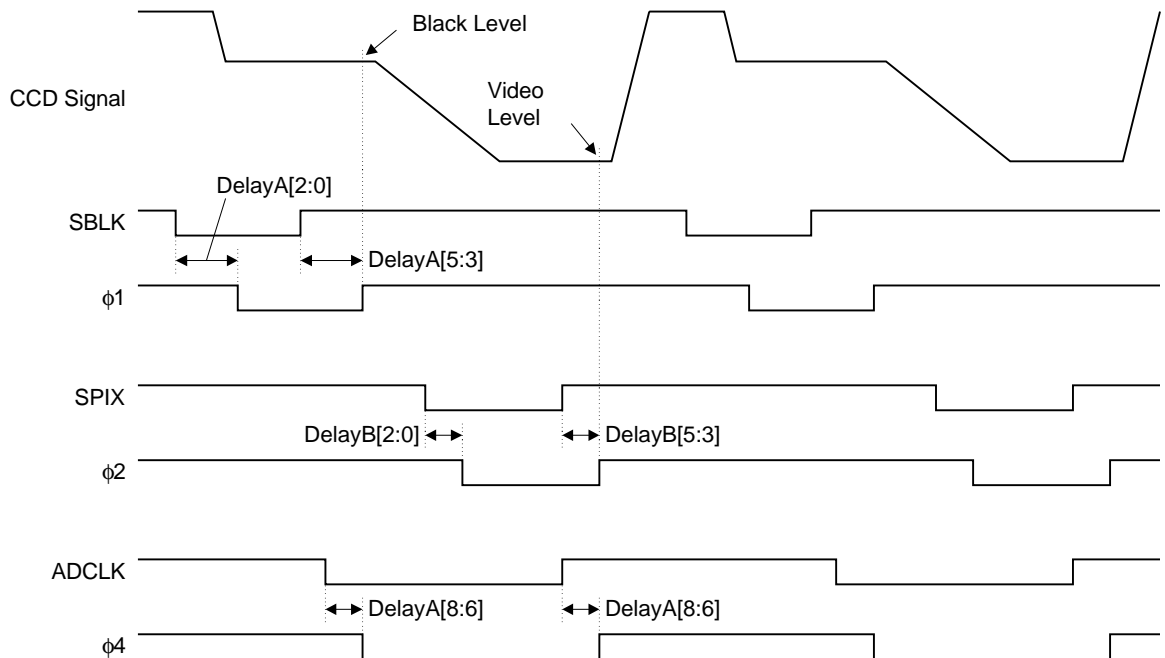 Black Level
CCD Signal
Video
Level
DelayA[2:0]
SBLK
DelayA[5:3]
ϕ1
SPIX
DelayB[2:0]
DelayB[5:3]
ϕ2
ADCLK
DelayA[8:6]
DelayA[8:6]
ϕ4